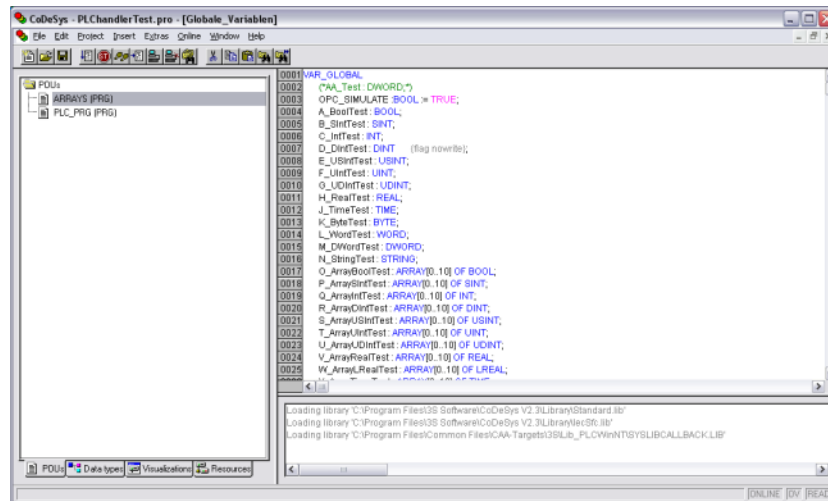 CoDeSys - PLChandlerTest.pro - [Globale_Variablen]
File Edit Project Insert Extras Online Window Help
POUs
ARRAYS (PRG)
PLC_PRG (PRG)
0001 VAR_GLOBAL
0002 (*AA_Test : DWORD;*)
0003 OPC_SIMULATE :BOOL := TRUE;
0004 A_BoolTest : BOOL;
0005 B_SIntTest : SINT;
0006 C_IntTest : INT;
0007 D_DIntTest : DINT {flag nowrite};
0008 E_USIntTest : USINT;
0009 F_UIntTest : UINT;
0010 G_UDIntTest : UDINT;
0011 H_RealTest : REAL;
0012 J_TimeTest : TIME;
0013 K_ByteTest : BYTE;
0014 L_WordTest : WORD;
0015 M_DWordTest : DWORD;
0016 N_StringTest : STRING;
0017 O_ArrayBoolTest : ARRAY[0..10] OF BOOL;
0018 P_ArraySIntTest : ARRAY[0..10] OF SINT;
0019 Q_ArrayIntTest : ARRAY[0..10] OF INT;
0020 R_ArrayDIntTest : ARRAY[0..10] OF DINT;
0021 S_ArrayUSIntTest : ARRAY[0..10] OF USINT;
0022 T_ArrayUIntTest : ARRAY[0..10] OF UINT;
0023 U_ArrayUDIntTest : ARRAY[0..10] OF UDINT;
0024 V_ArrayRealTest : ARRAY[0..10] OF REAL;
0025 W_ArrayLRealTest : ARRAY[0..10] OF LREAL;
Loading library 'C:\Program Files\3S Software\CoDeSys V2.3\Library\Standard.lib'
Loading library 'C:\Program Files\3S Software\CoDeSys V2.3\Library\IecSfc.lib'
Loading library 'C:\Program Files\Common Files\CAA-Targets\3S\Lib_PLCWinNT\SYSLIBCALLBACK.LIB'
POUs Data types Visualizations Resources
ONLINE OV READ